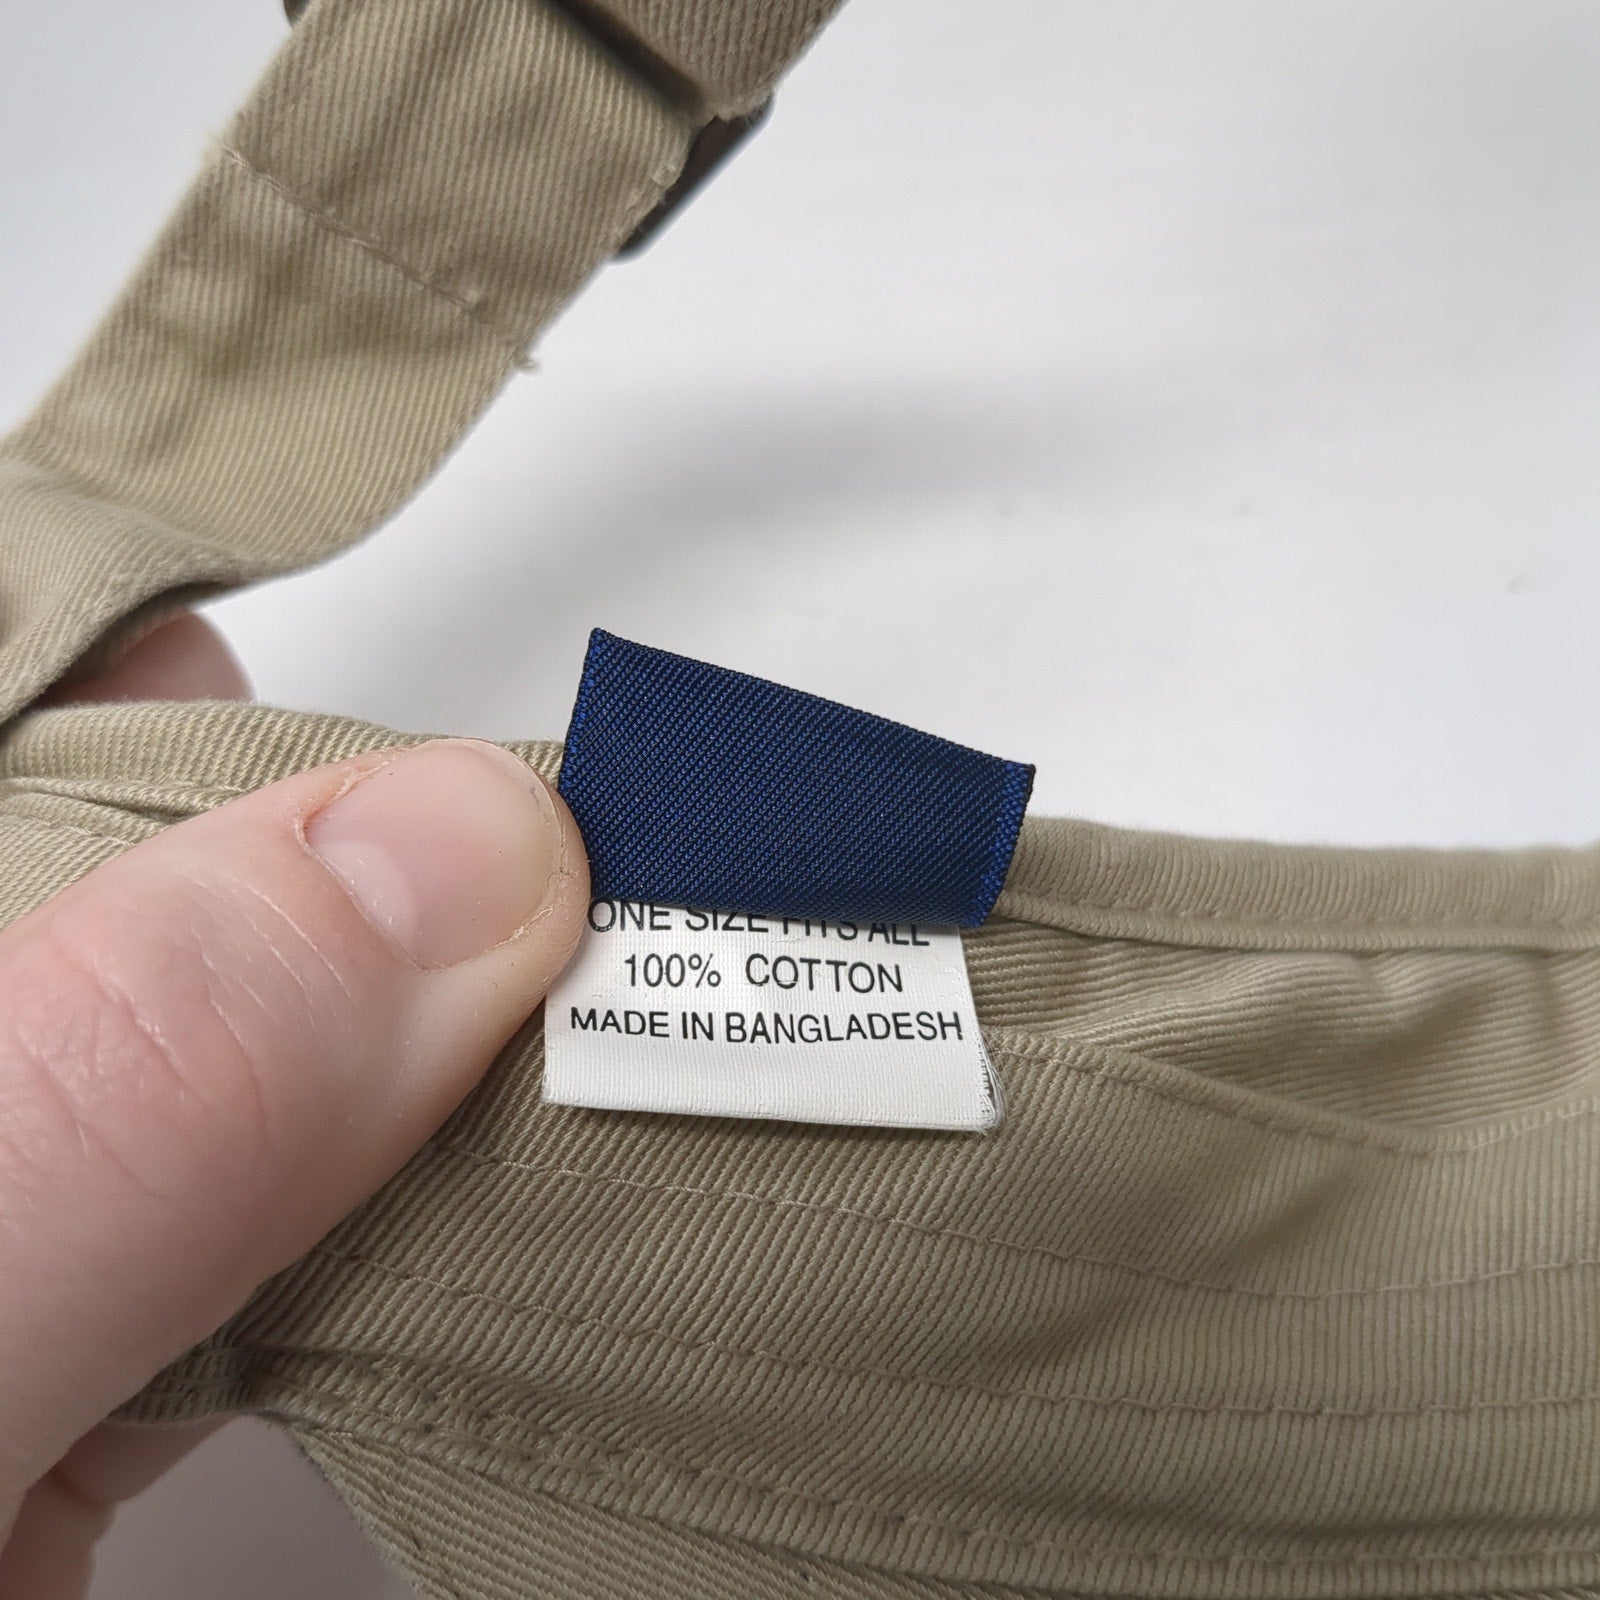 ONE SIZE FITS ALL
100% COTTON
MADE IN BANGLADESH